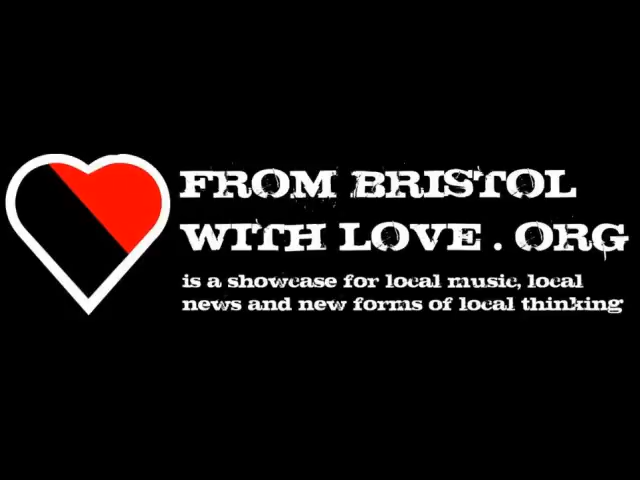 FROM BRISTOL
WITH LOVE . ORG
is a showcase for local music, local
news and new forms of local thinking